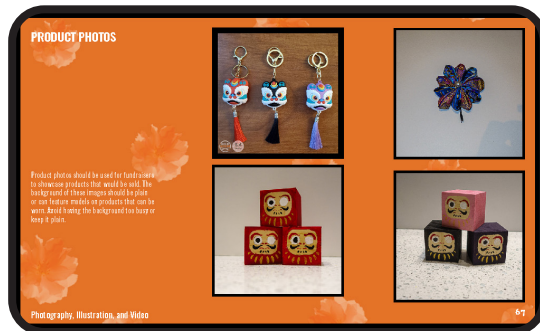 PRODUCT PHOTOS
Product photos should be used for fundraisers
to showcase products that would be sold. The
background of these images should be plain
or can feature models on products that can be
worn. Avoid having the background too busy or
keep it plain.
Photography, Illustration, and Video
67